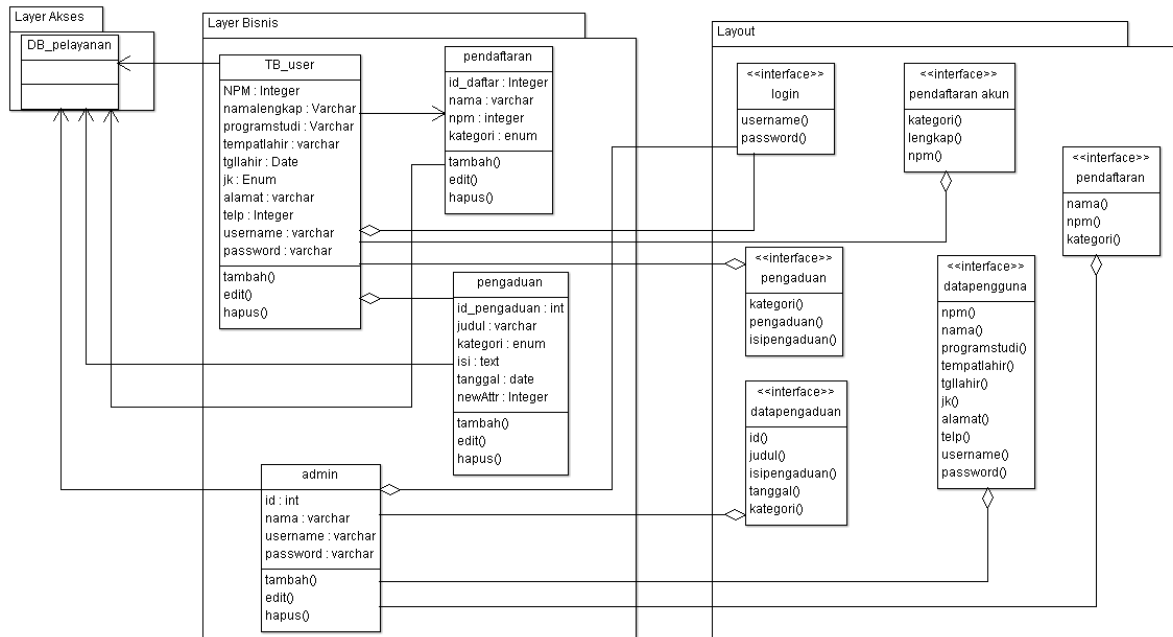 Layer Akses
DB_pelayanan
Layer Bisnis
TB_user
NPM : Integer
namalengkap : Varchar
programstudi : Varchar
tempatlahir : varchar
tgllahir : Date
jk : Enum
alamat : varchar
telp : Integer
username : varchar
password : varchar
tambah()
edit()
hapus()
pendaftaran
id_daftar : Integer
nama : varchar
npm : integer
kategori : enum
tambah()
edit()
hapus()
pengaduan
id_pengaduan : int
judul : varchar
kategori : enum
isi : text
tanggal : date
newAttr : Integer
tambah()
edit()
hapus()
admin
id : int
nama : varchar
username : varchar
password : varchar
tambah()
edit()
hapus()
Layout
<<interface>>
login
username()
password()
<<interface>>
pendaftaran akun
kategori()
lengkap()
npm()
<<interface>>
pendaftaran
nama()
npm()
kategori()
<<interface>>
pengaduan
kategori()
pengaduan()
isipengaduan()
<<interface>>
datapengguna
npm()
nama()
programstudi()
tempatlahir()
tgllahir()
jk()
alamat()
telp()
username()
password()
<<interface>>
datapengaduan
id()
judul()
isipengaduan()
tanggal()
kategori()